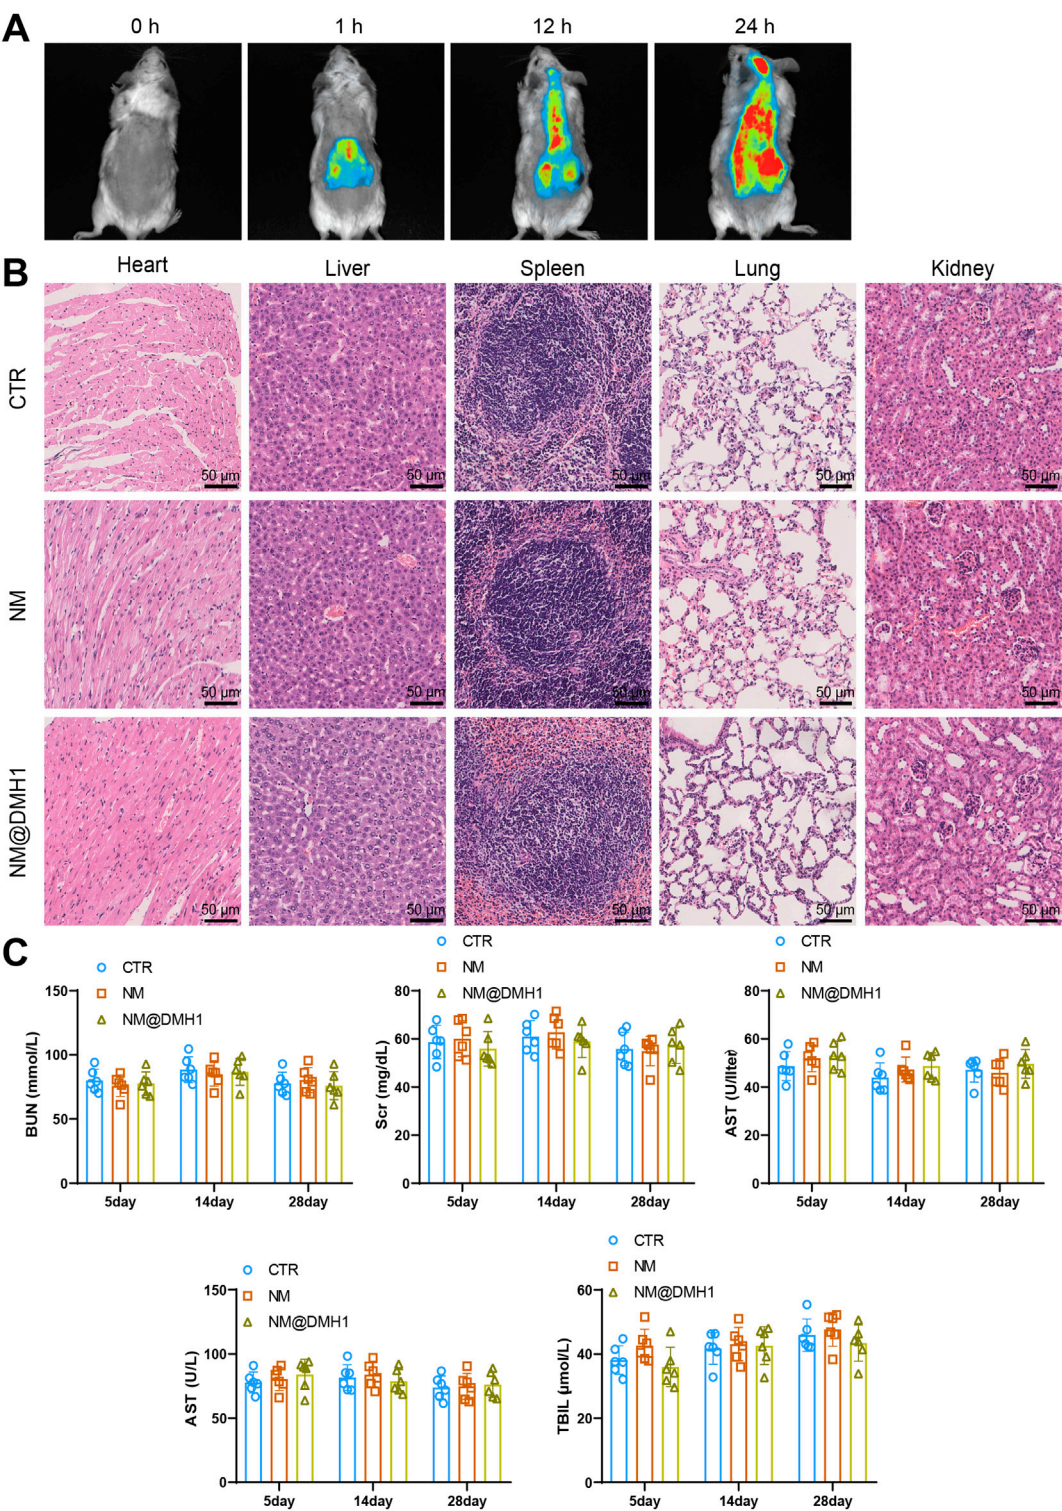 A
0 h 1 h 12 h 24 h
B
Heart Liver Spleen Lung Kidney
CTR
50 μm 50 μm 50 μm 50 μm 50 μm
NM
50 μm 50 μm 50 μm 50 μm 50 μm
NM@DMH1
50 μm 50 μm 50 μm 50 μm 50 μm
C
CTR
NM
NM@DMH1
BUN (mmol/L)
150
100
50
0
5day 14day 28day
CTR
NM
NM@DMH1
Scr (mg/dL)
80
60
40
20
0
5day 14day 28day
CTR
NM
NM@DMH1
AST (U/liter)
80
60
40
20
0
5day 14day 28day
CTR
NM
NM@DMH1
AST (U/L)
150
100
50
0
5day 14day 28day
CTR
NM
NM@DMH1
TBIL (μmol/L)
60
40
20
0
5day 14day 28day